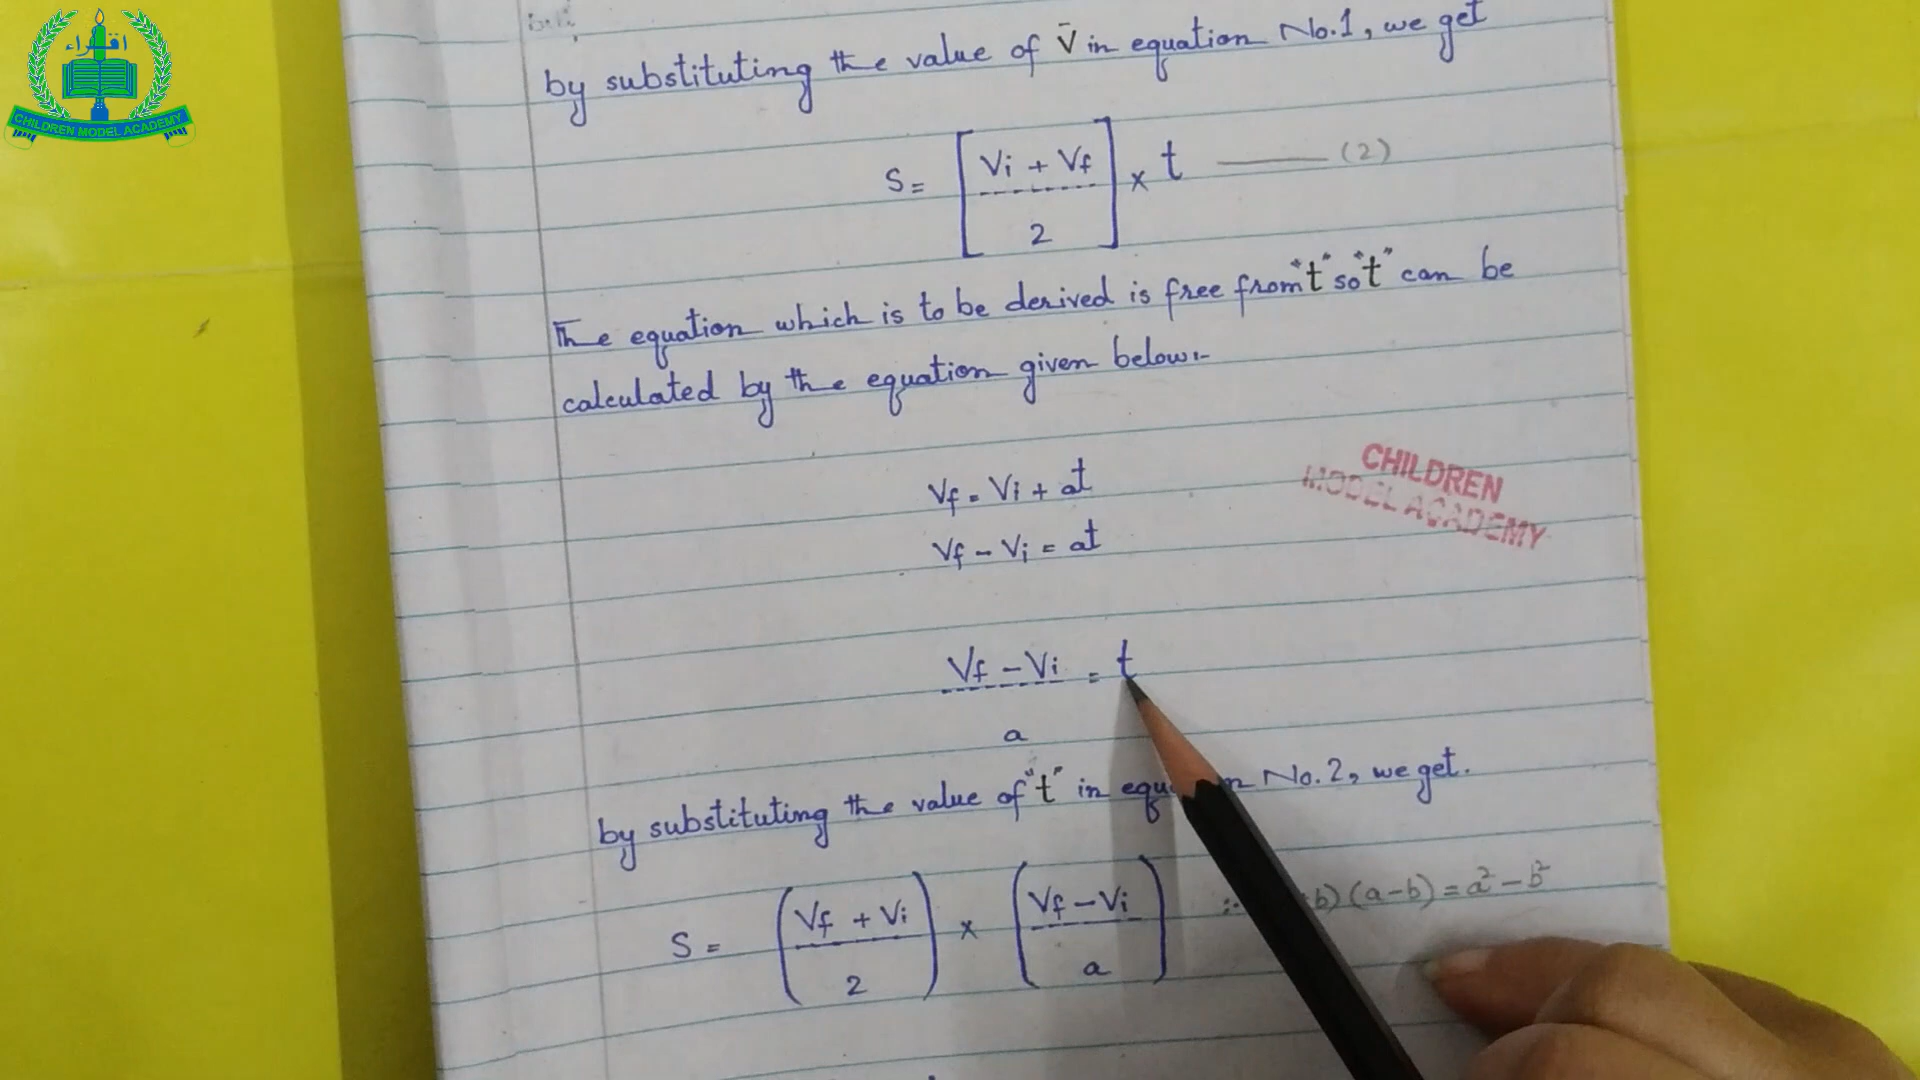 اقراء
CHILDREN MODEL ACADEMY
by substituting the value of V̄ in equation No.1, we get
S = [Vi + Vf / 2] × t —— (2)
The equation which is to be derived is free from "t" so "t" can be
calculated by the equation given below:-
Vf = Vi + at
Vf - Vi = at
CHILDREN
MODEL ACADEMY
Vf - Vi = t
a
by substituting the value of "t" in No.2, we get.
S = (Vf + Vi / 2) × (Vf - Vi / a) ∵ b) (a-b) = a² - b²